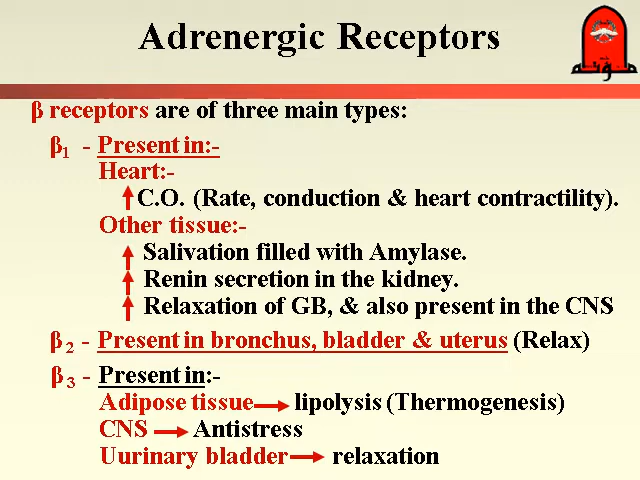 Adrenergic Receptors
مؤتة
β receptors are of three main types:
β1 - Present in:-
Heart:-
C.O. (Rate, conduction & heart contractility).
Other tissue:-
Salivation filled with Amylase.
Renin secretion in the kidney.
Relaxation of GB, & also present in the CNS
β2 - Present in bronchus, bladder & uterus (Relax)
β3 - Present in:-
Adipose tissue → lipolysis (Thermogenesis)
CNS → Antistress
Uurinary bladder → relaxation